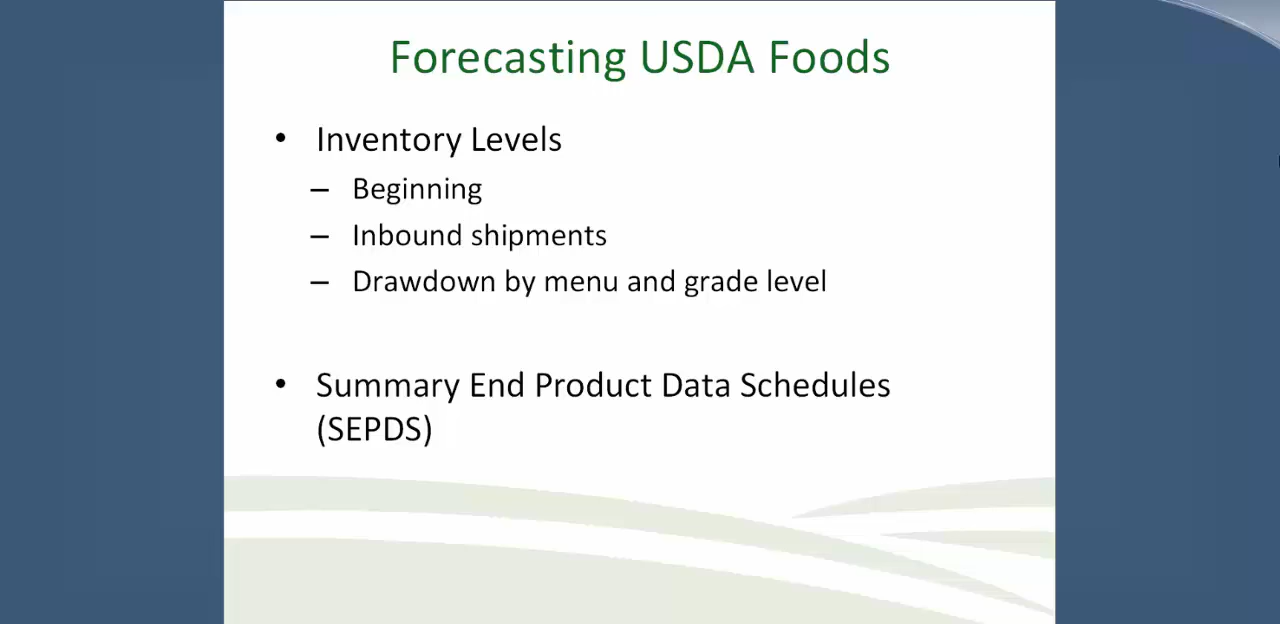 Forecasting USDA Foods
• Inventory Levels
– Beginning
– Inbound shipments
– Drawdown by menu and grade level
• Summary End Product Data Schedules
(SEPDS)